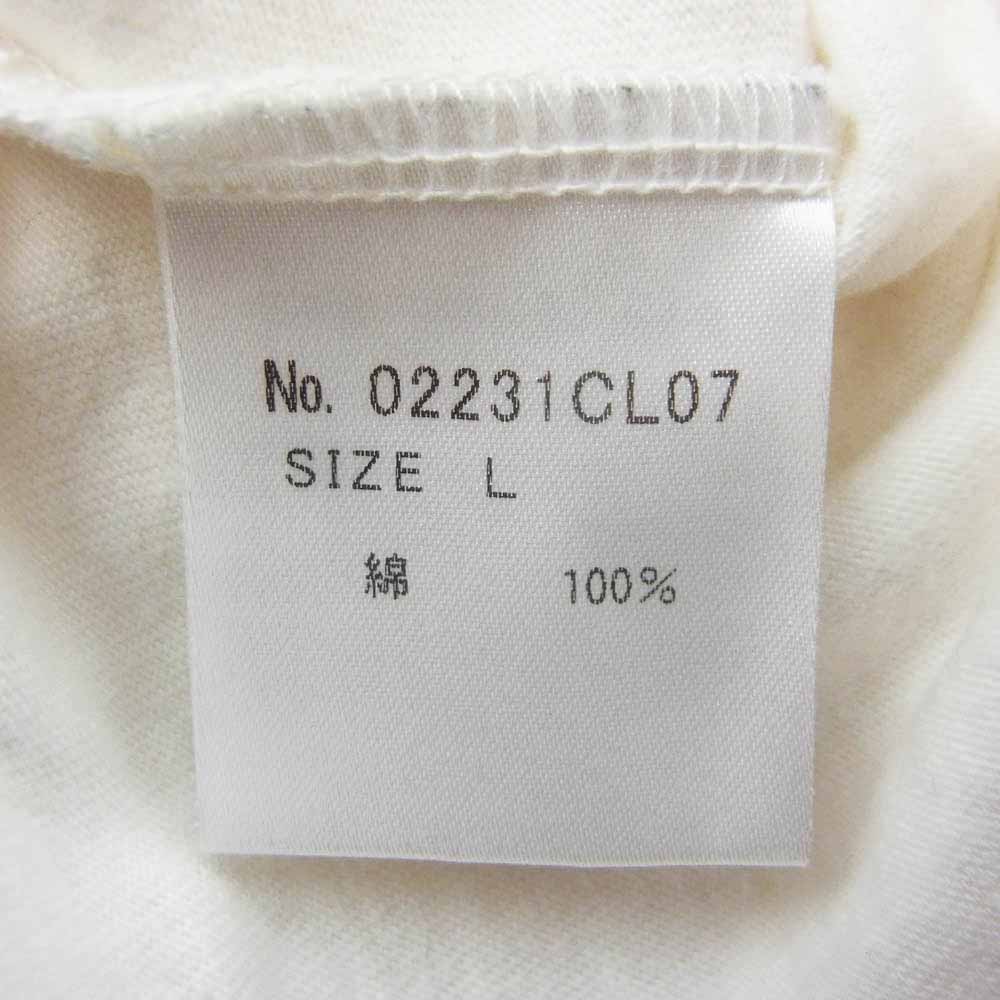 No. 02231CL07
SIZE L
綿 100%